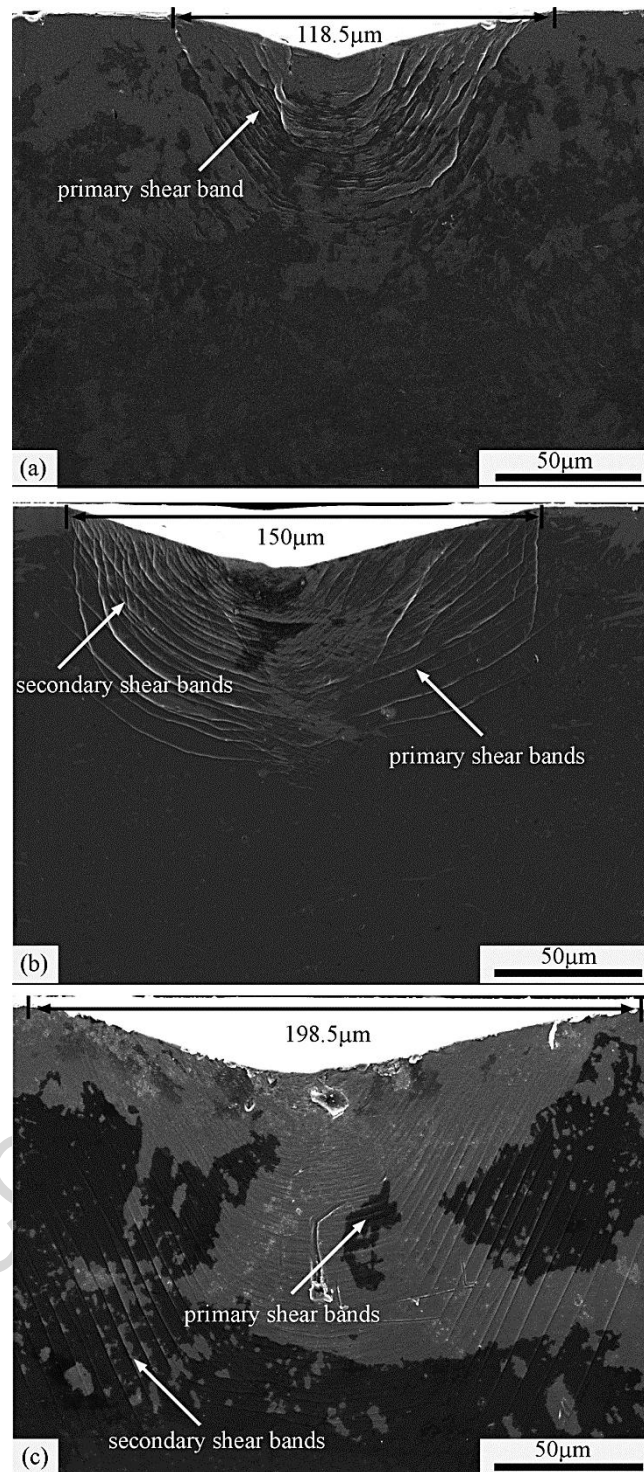 118.5μm
primary shear band
(a)
50μm
150μm
secondary shear bands
primary shear bands
(b)
50μm
198.5μm
primary shear bands
secondary shear bands
(c)
50μm